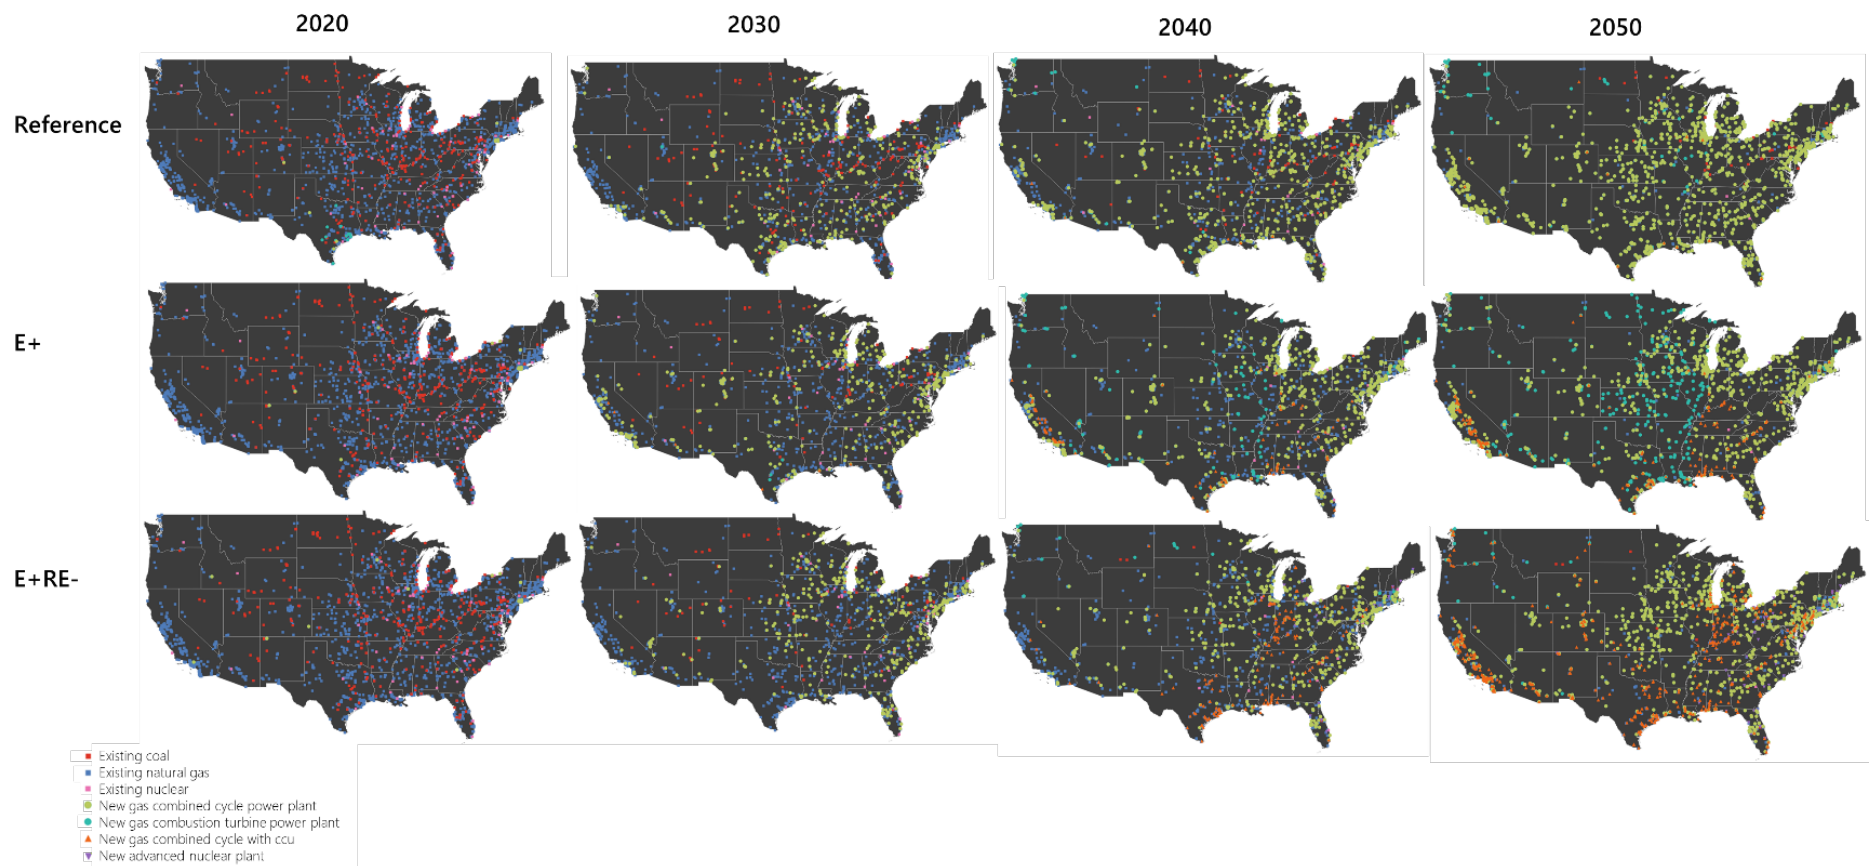 2020 2030 2040 2050
Reference
E+
E+RE-
Existing coal
Existing natural gas
Existing nuclear
New gas combined cycle power plant
New gas combustion turbine power plant
New gas combined cycle with ccu
New advanced nuclear plant